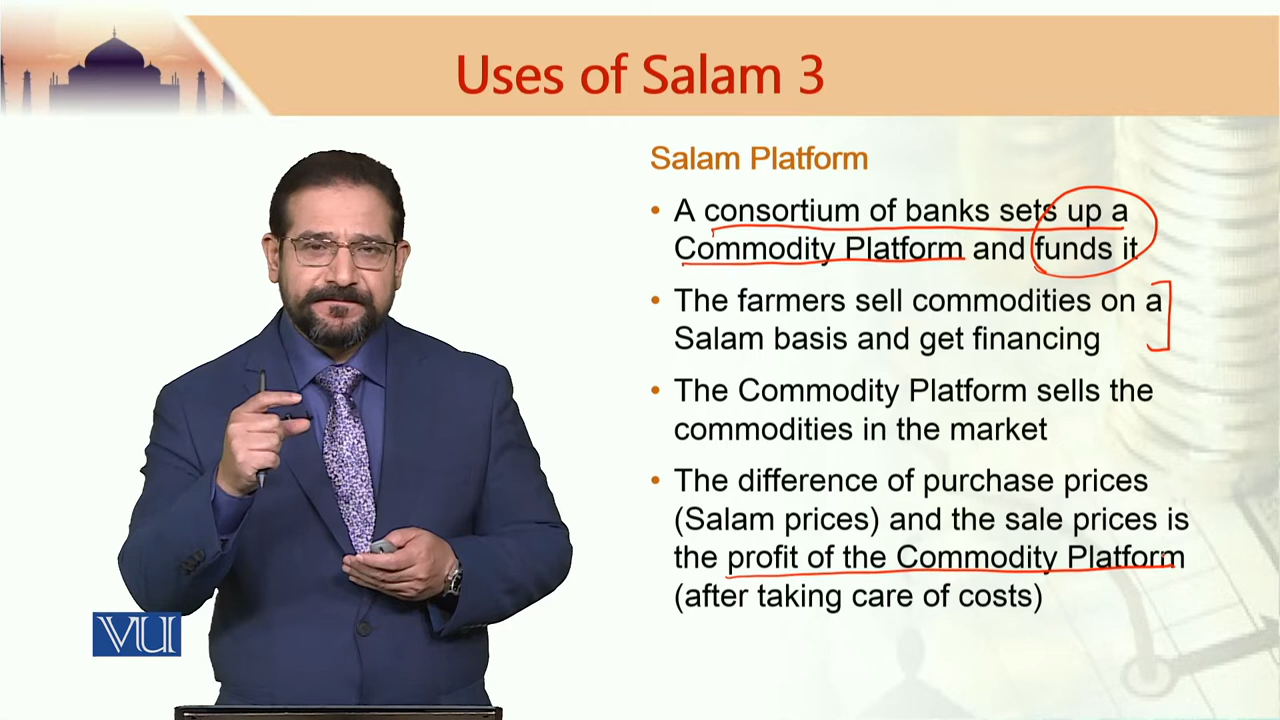 Uses of Salam 3
Salam Platform
• A consortium of banks sets up a
Commodity Platform and funds it
• The farmers sell commodities on a
Salam basis and get financing
• The Commodity Platform sells the
commodities in the market
• The difference of purchase prices
(Salam prices) and the sale prices is
the profit of the Commodity Platform
(after taking care of costs)
VU